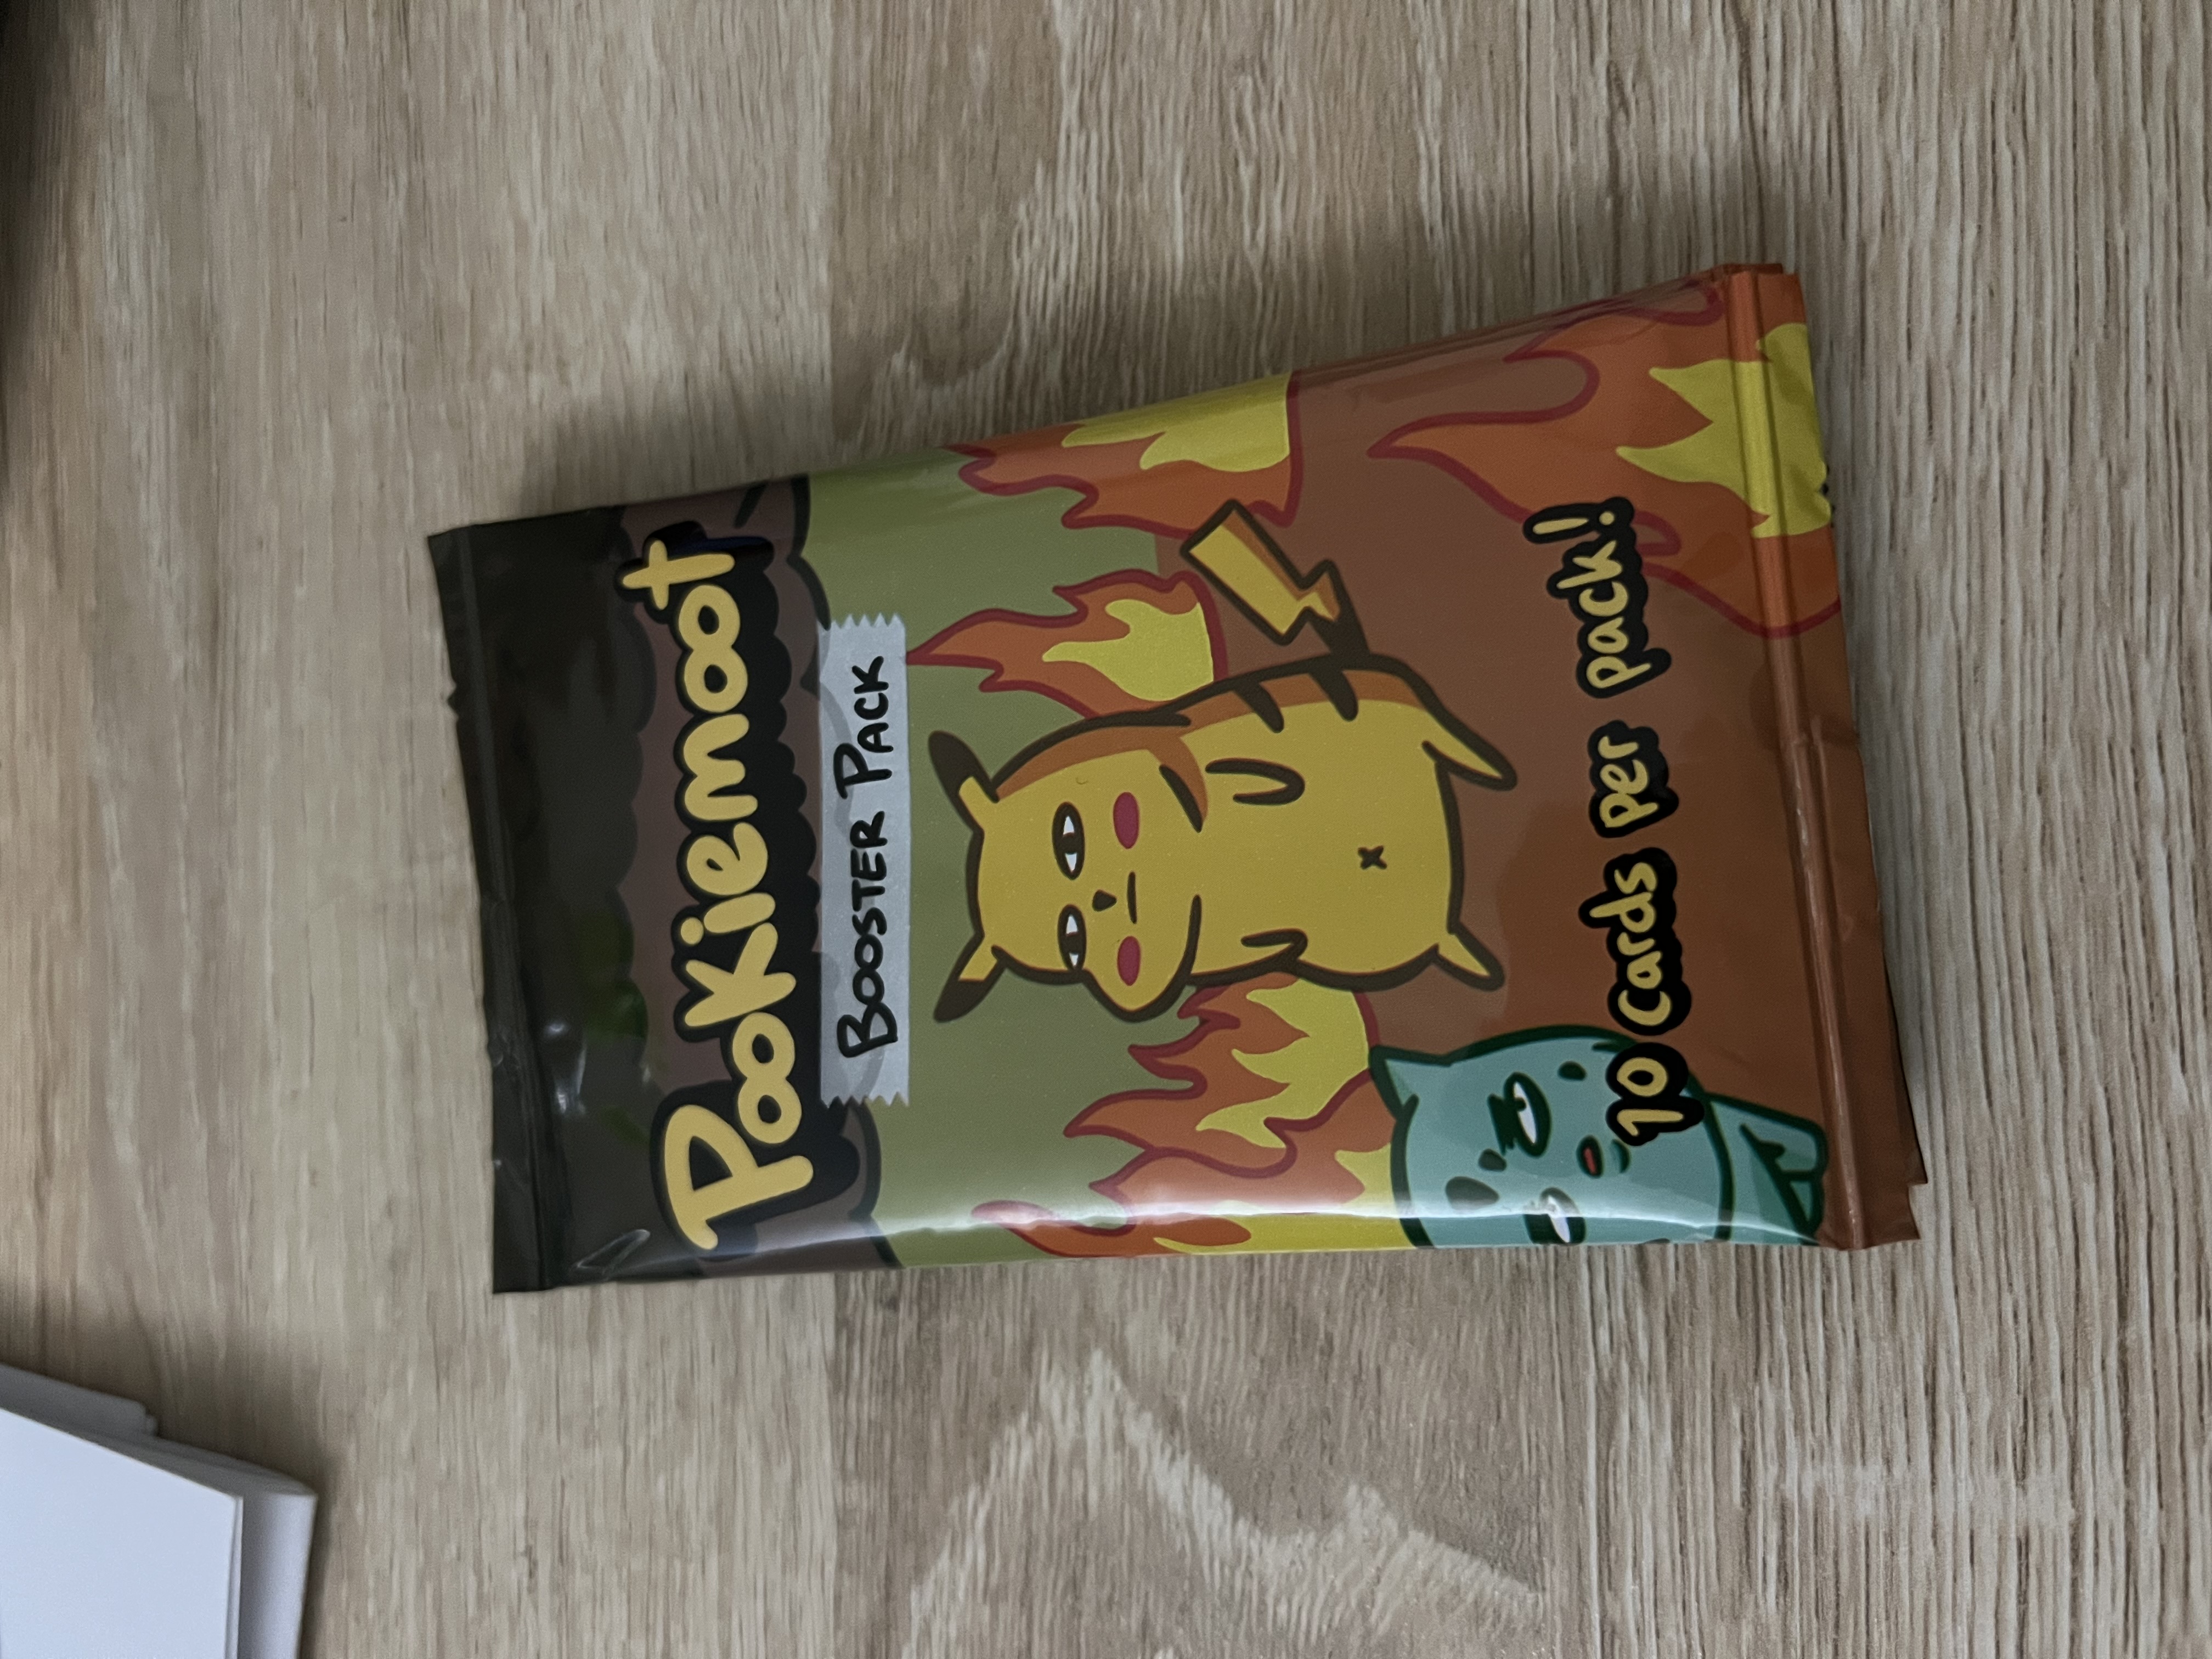 Pookiemoot
BOOSTER PACK
10 cards per pack!